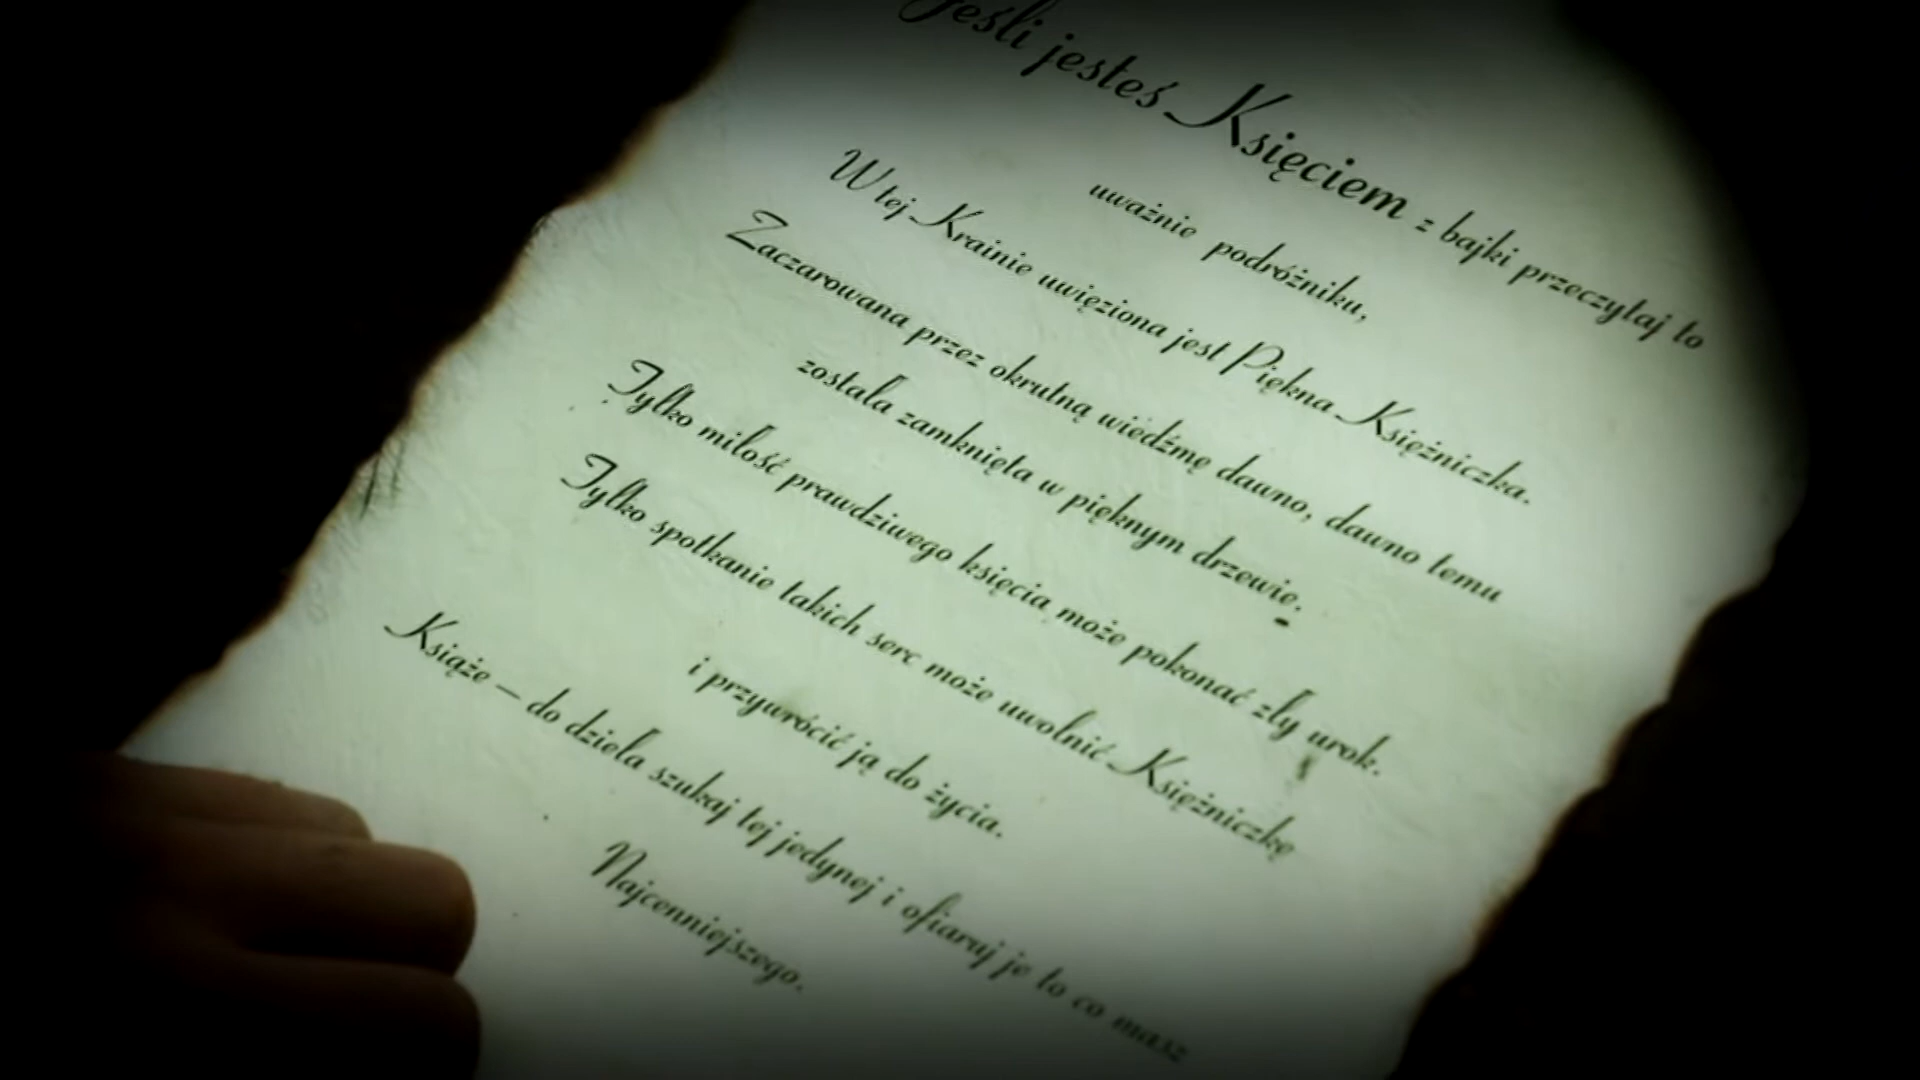 Jeśli jesteś Księciem z bajki przeczytaj to
uważnie podróżniku,
W tej Krainie uwięziona jest Piękna Księżniczka.
Zaczarowana przez okrutną wiedźmę dawno, dawno temu
została zamknięta w pięknym drzewie.
Tylko miłość prawdziwego księcia może pokonać zły urok.
Tylko spotkanie takich serc może uwolnić Księżniczkę
i przywrócić ją do życia.
Książe – do dzieła szukaj tej jedynej i ofiaruj je to co masz
Najcenniejszego.